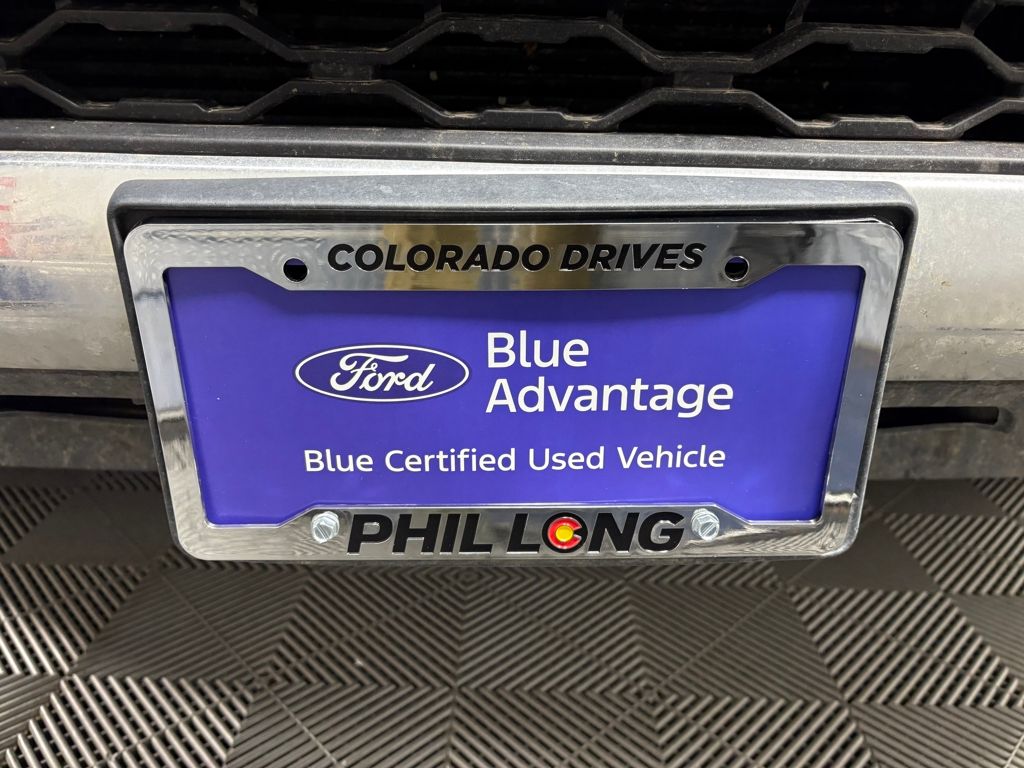 COLORADO DRIVES
Ford
Blue
Advantage
Blue Certified Used Vehicle
PHIL LONG